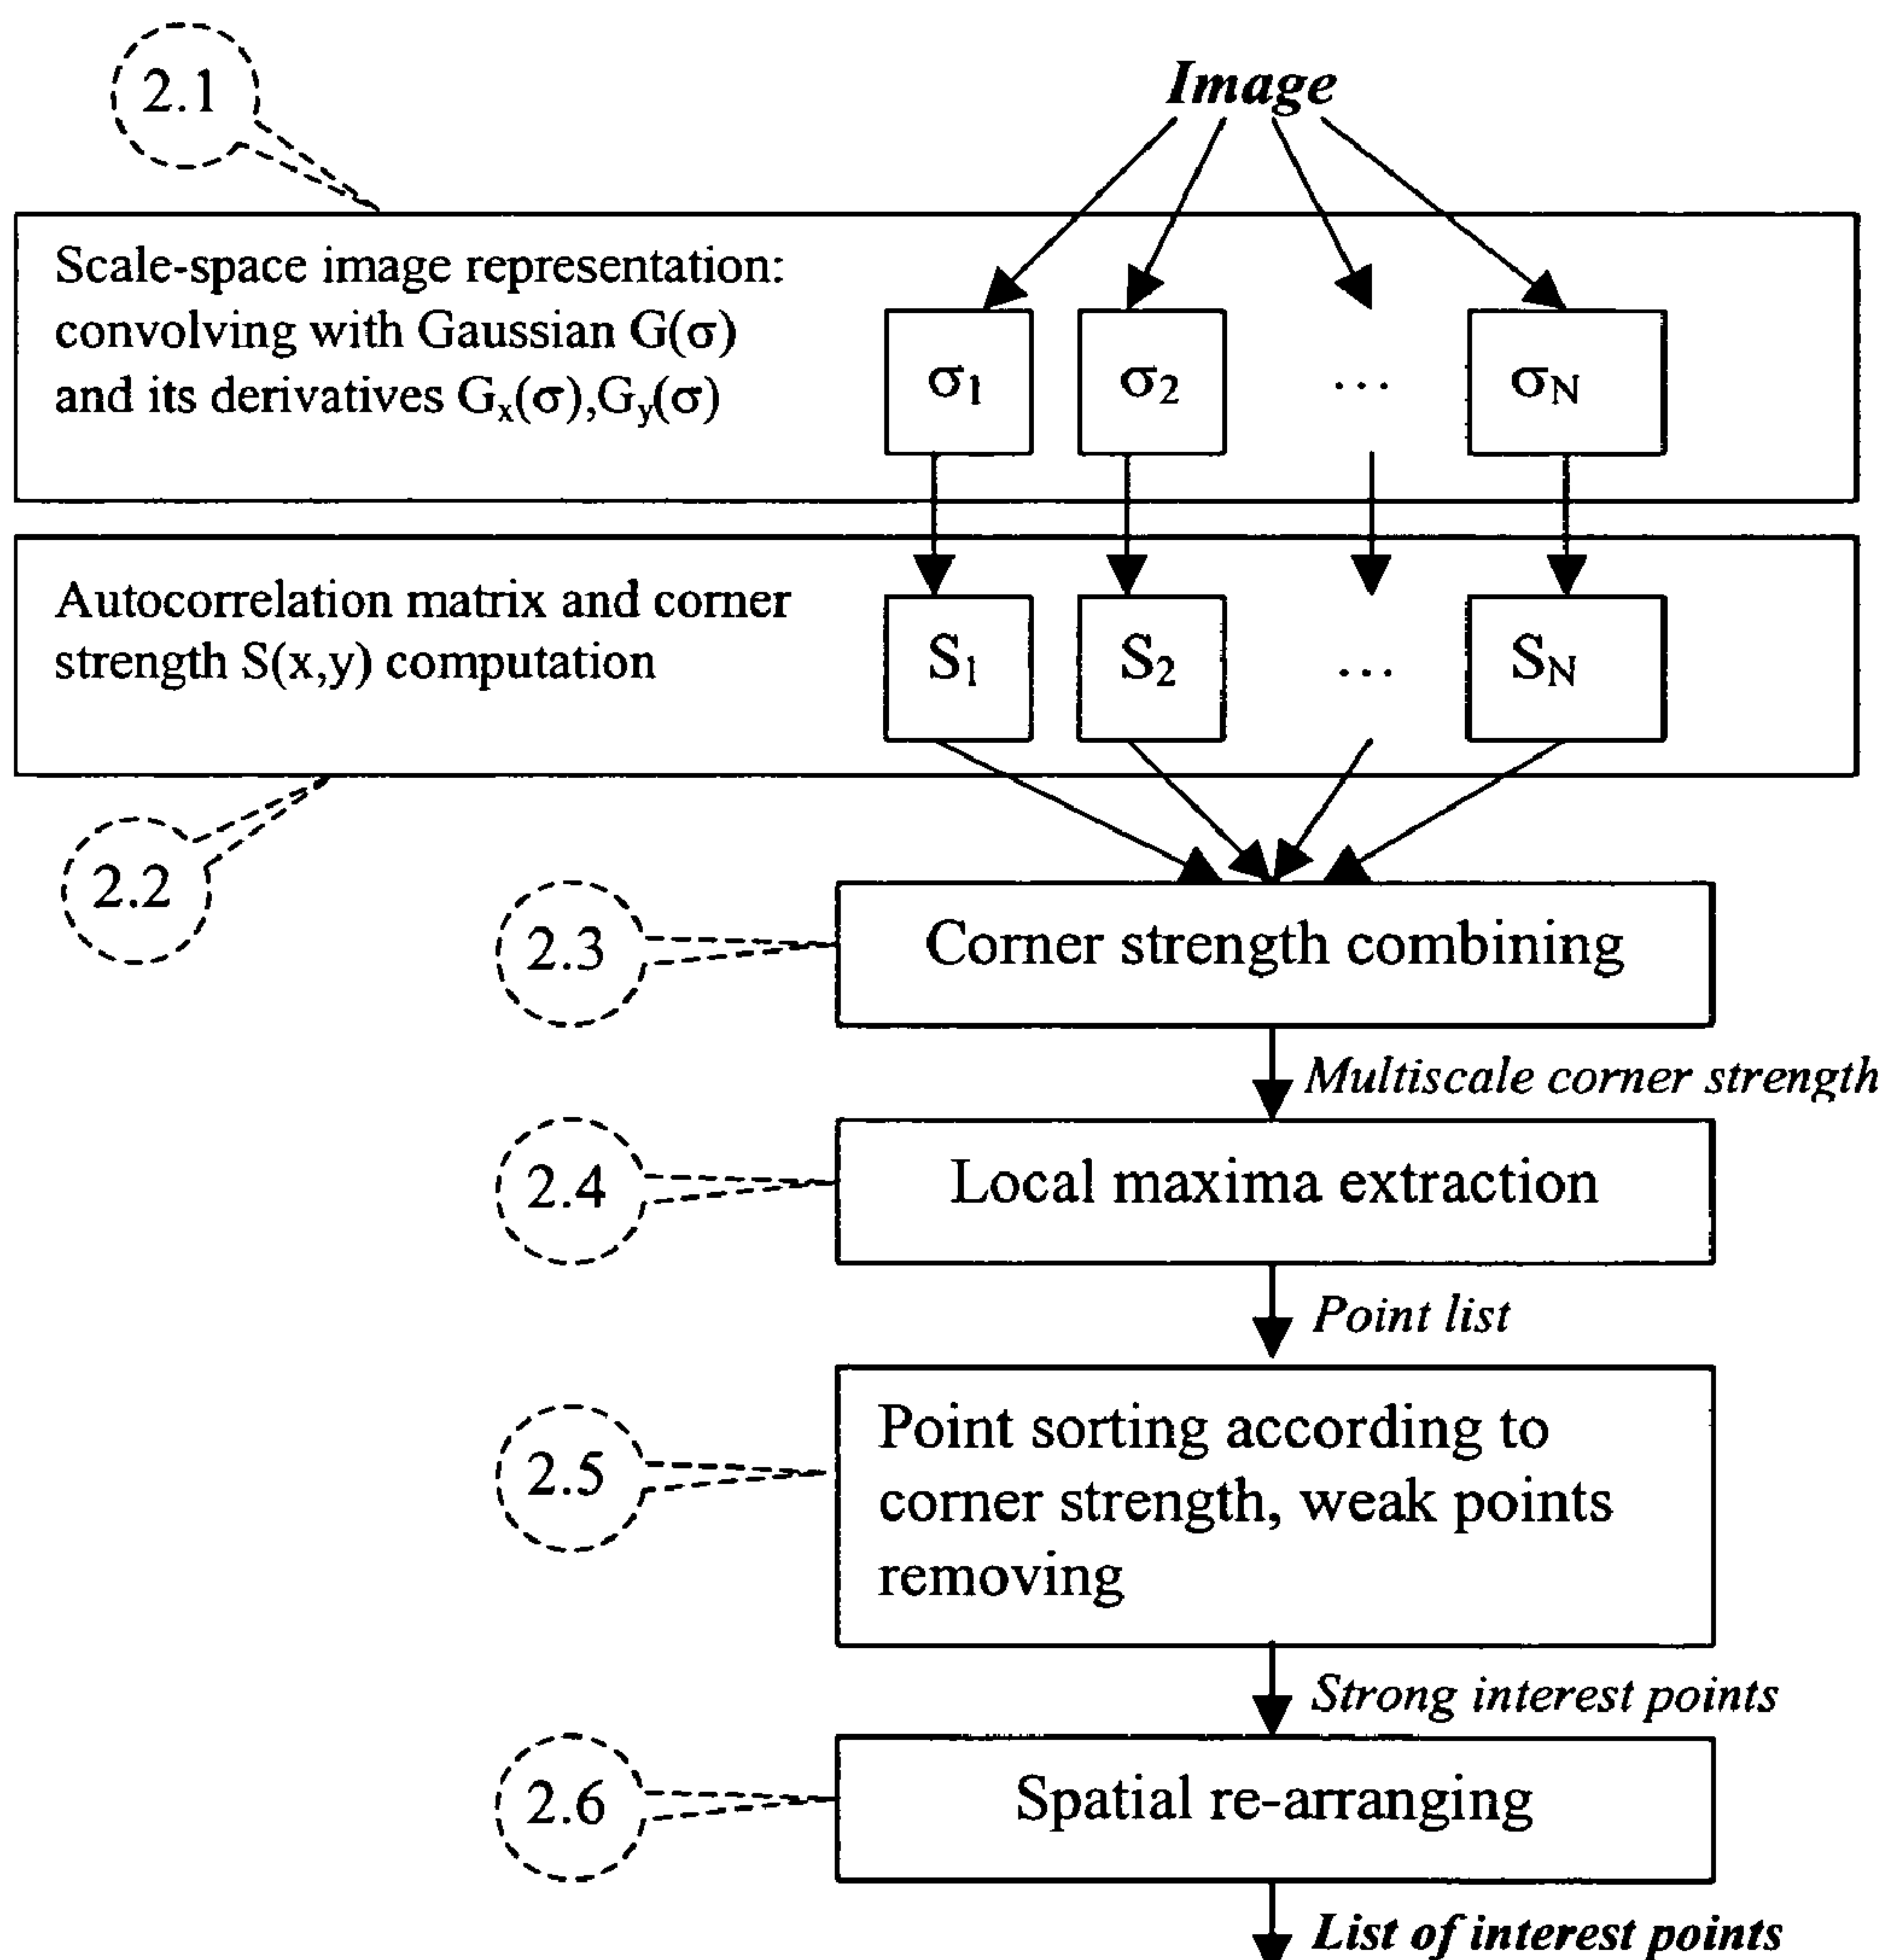 2.1
Image
Scale-space image representation:
convolving with Gaussian G(σ)
and its derivatives Gₓ(σ),Gᵧ(σ)
σ₁ σ₂ ... σN
Autocorrelation matrix and corner
strength S(x,y) computation
S₁ S₂ ... SN
2.2
2.3
Corner strength combining
Multiscale corner strength
2.4
Local maxima extraction
Point list
2.5
Point sorting according to
corner strength, weak points
removing
Strong interest points
2.6
Spatial re-arranging
List of interest points